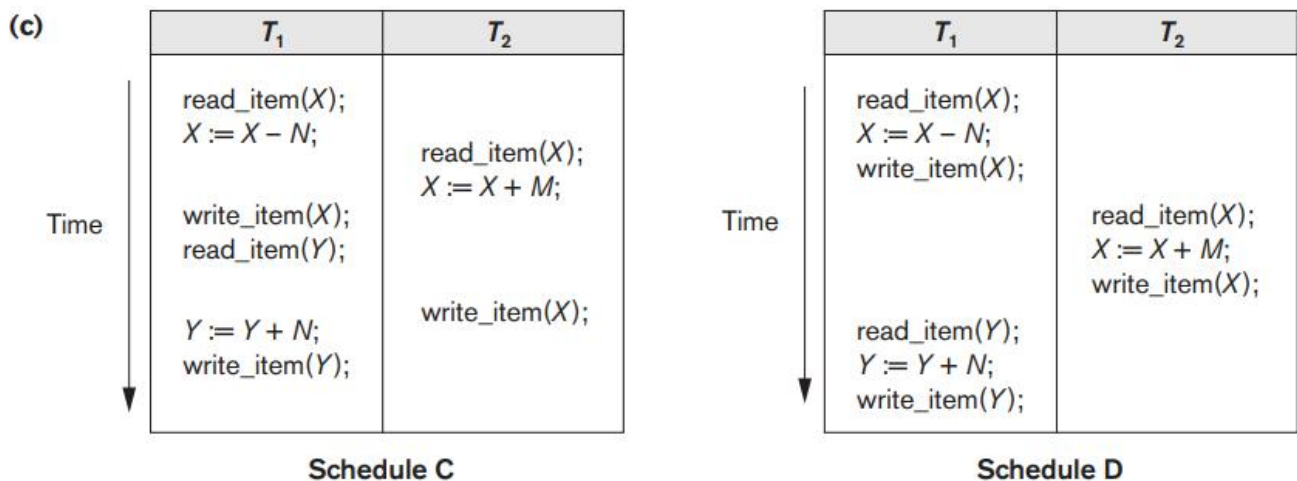 (c)
T₁ T₂
read_item(X);
X := X – N;
read_item(X);
X := X + M;
write_item(X);
read_item(Y);
write_item(X);
Y := Y + N;
write_item(Y);
Time
Schedule C
T₁ T₂
read_item(X);
X := X – N;
write_item(X);
read_item(X);
X := X + M;
write_item(X);
read_item(Y);
Y := Y + N;
write_item(Y);
Time
Schedule D